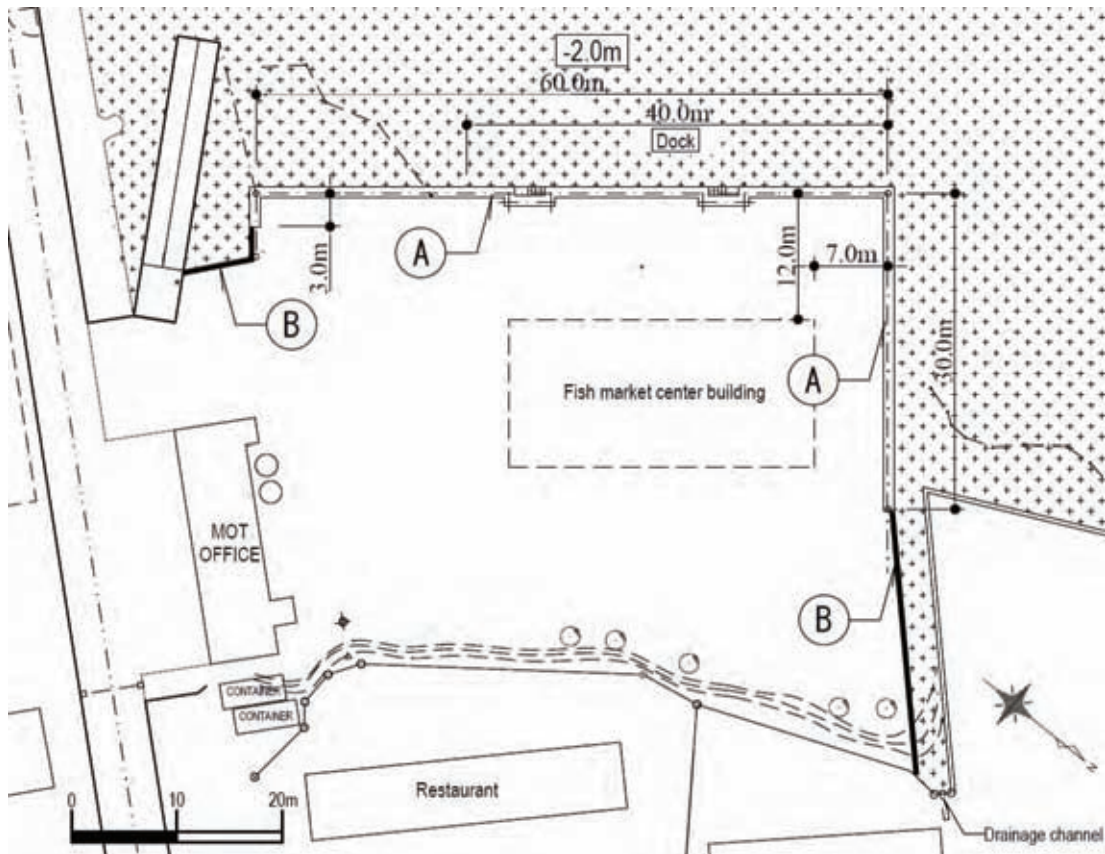 -2.0m
60.0m
40.0m
Dock
A
3.0m
12.0m
7.0m
B
30.0m
A
Fish market center building
MOT
OFFICE
B
CONTAINER
CONTAINER
N
Restaurant
0 10 20m
Drainage channel